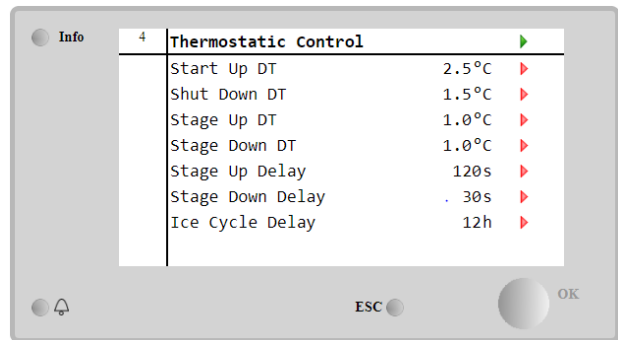 Info
4 Thermostatic Control
Start Up DT 2.5°C
Shut Down DT 1.5°C
Stage Up DT 1.0°C
Stage Down DT 1.0°C
Stage Up Delay 120s
Stage Down Delay . 30s
Ice Cycle Delay 12h
OK
ESC